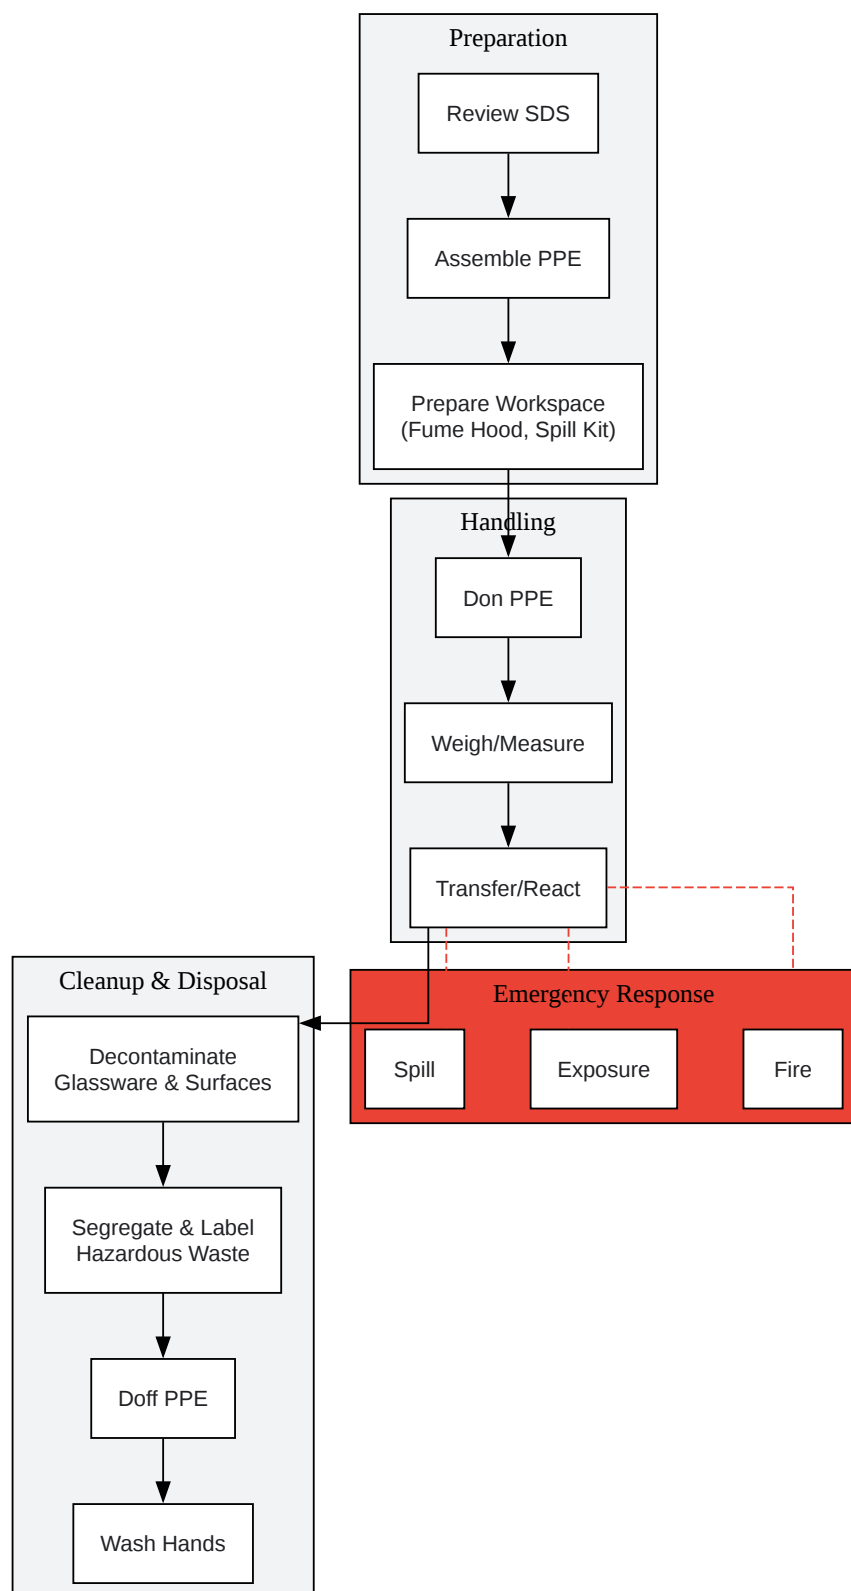 Preparation
Review SDS
Assemble PPE
Prepare Workspace
(Fume Hood, Spill Kit)
Handling
Don PPE
Weigh/Measure
Transfer/React
Cleanup & Disposal
Decontaminate
Glassware & Surfaces
Segregate & Label
Hazardous Waste
Doff PPE
Wash Hands
Emergency Response
Spill
Exposure
Fire